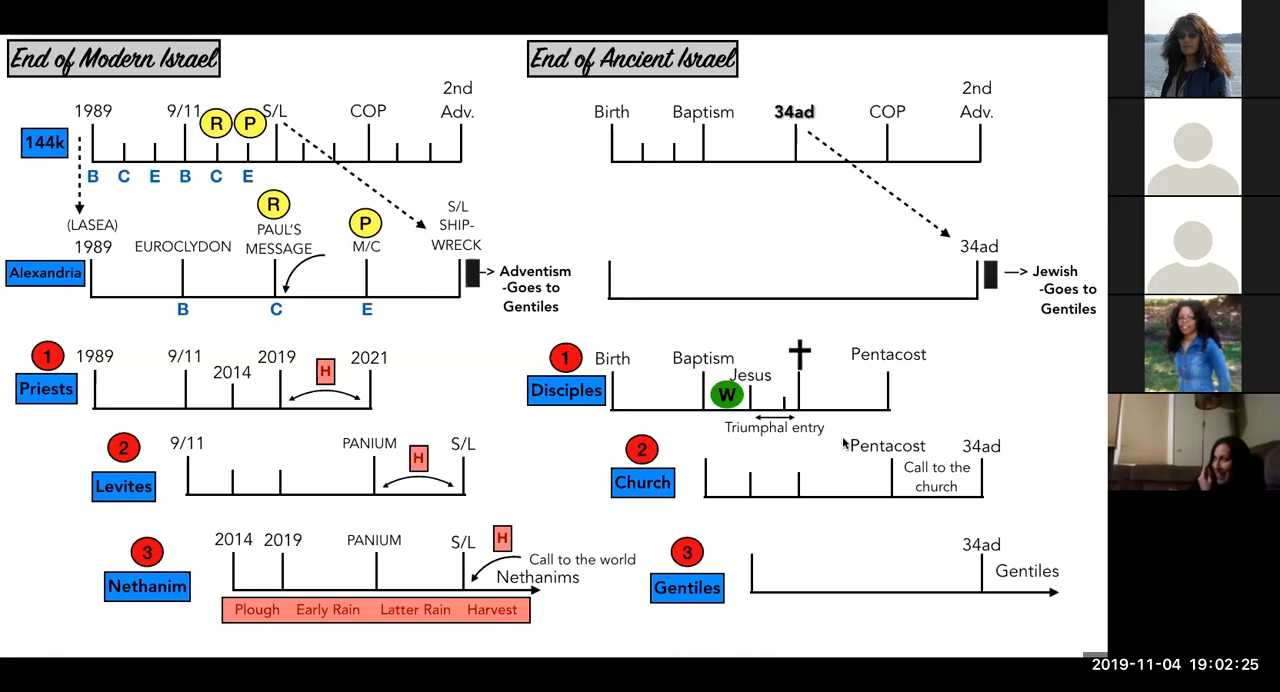 End of Modern Israel
End of Ancient Israel
1989 9/11 R P S/L COP 2nd
Adv.
144k
B C E B C E
Birth Baptism 34ad COP 2nd
Adv.
(LASEA)
1989 EUROCLYDON R
PAUL'S
MESSAGE P
M/C S/L
SHIP-
WRECK
Alexandria
B C E
--> Adventism
-Goes to
Gentiles
34ad
--> Jewish
-Goes to
Gentiles
1
Priests
1989 9/11 2014 2019 H 2021
1
Disciples
Birth Baptism W Jesus Pentacost
Triumphal entry
2
Levites
9/11 PANIUM H S/L
2
Church
Pentacost 34ad
Call to the
church
3
Nethanim
2014 2019 PANIUM S/L H
Call to the world
Nethanims
Plough Early Rain Latter Rain Harvest
3
Gentiles
34ad
Gentiles
2019-11-04 19:02:25